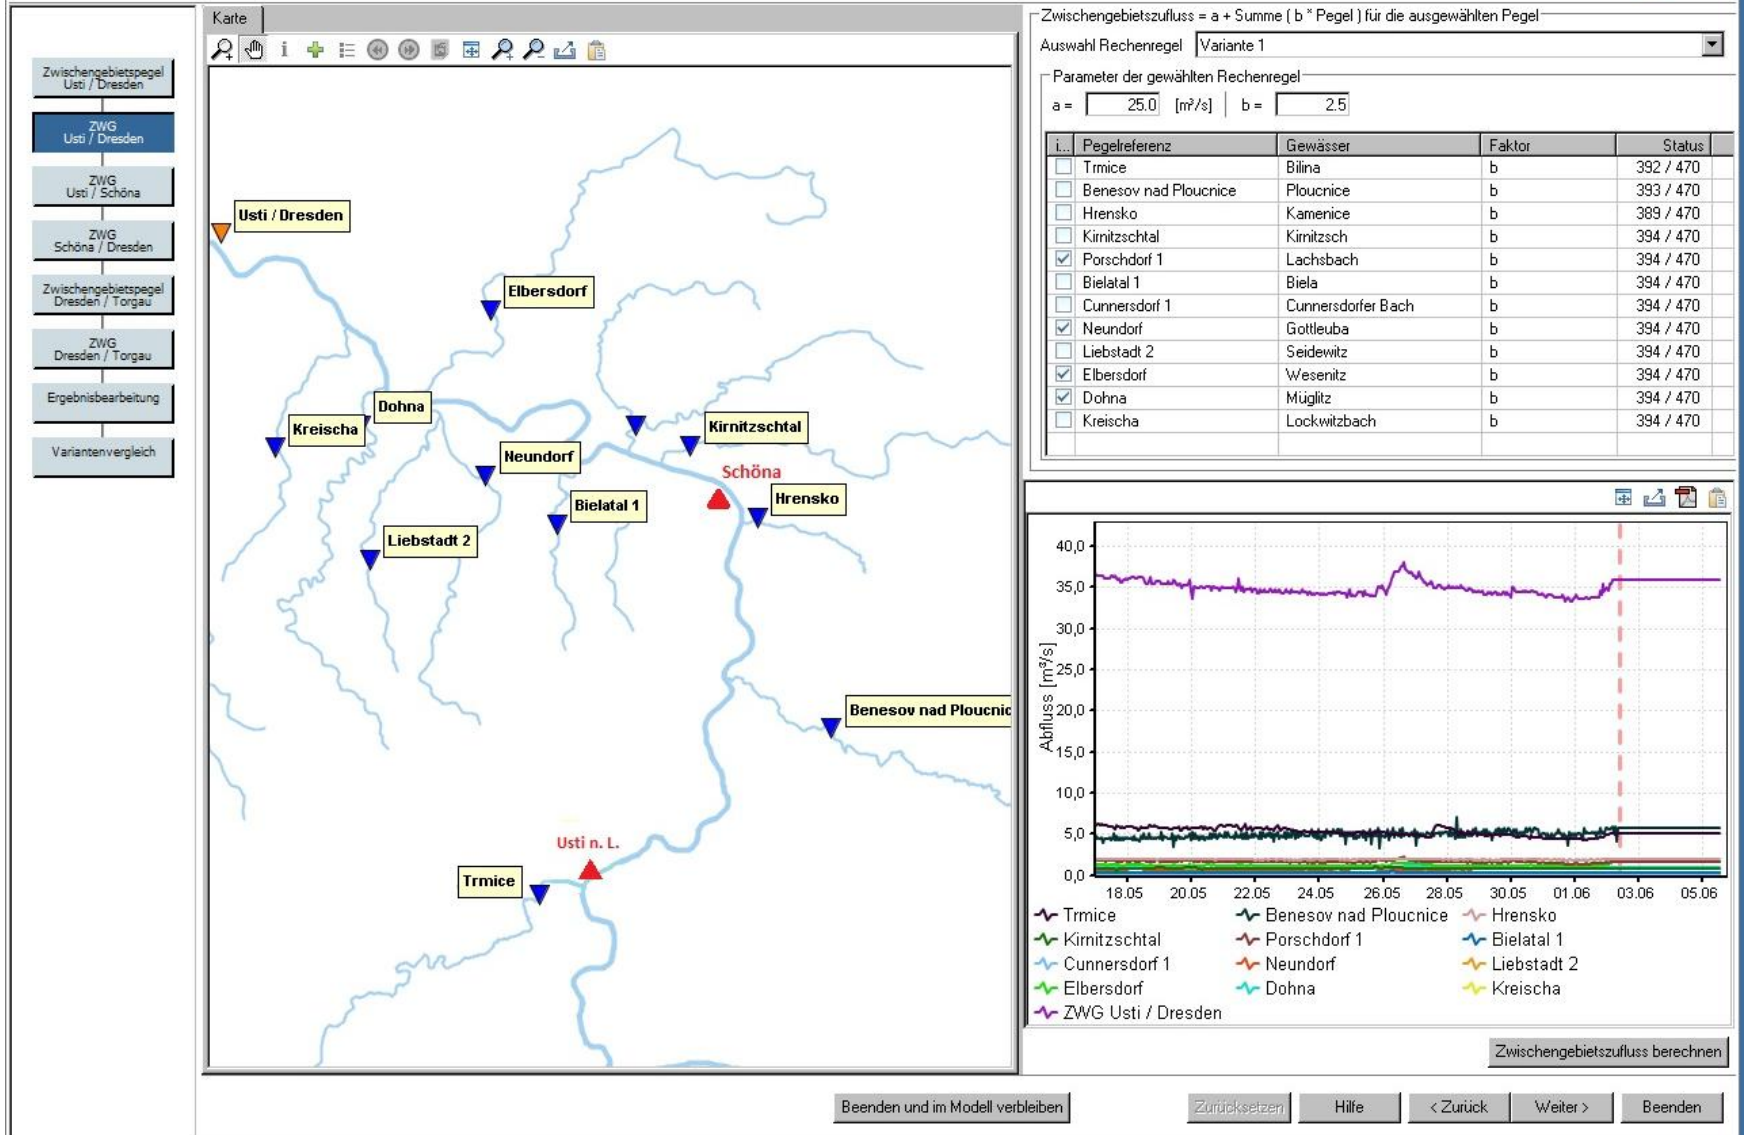 Zwischengebietspegel
Usti / Dresden
ZWG
Usti / Dresden
ZWG
Usti / Schöna
ZWG
Schöna / Dresden
Zwischengebietspegel
Dresden / Torgau
ZWG
Dresden / Torgau
Ergebnisbearbeitung
Variantenvergleich
Karte
Usti / Dresden
Elbersdorf
Dohna
Kreischa
Kirnitzschtal
Neundorf
Schöna
Bielatal 1
Hrensko
Liebstadt 2
Benesov nad Ploucnic
Usti n. L.
Trmice
Zwischengebietszufluss = a + Summe ( b * Pegel ) für die ausgewählten Pegel
Auswahl Rechenregel Variante 1
Parameter der gewählten Rechenregel
a = 25.0 [m³/s] b = 2.5
i... Pegelreferenz Gewässer Faktor Status
Trmice Bilina b 392 / 470
Benesov nad Ploucnice Ploucnice b 393 / 470
Hrensko Kamenice b 389 / 470
Kirnitzschtal Kirnitzsch b 394 / 470
Porschdorf 1 Lachsbach b 394 / 470
Bielatal 1 Biela b 394 / 470
Cunnersdorf 1 Cunnersdorfer Bach b 394 / 470
Neundorf Gottleuba b 394 / 470
Liebstadt 2 Seidewitz b 394 / 470
Elbersdorf Wesenitz b 394 / 470
Dohna Müglitz b 394 / 470
Kreischa Lockwitzbach b 394 / 470
Abfluss [m³/s]
40,0
35,0
30,0
25,0
20,0
15,0
10,0
5,0
0,0
18.05 20.05 22.05 24.05 26.05 28.05 30.05 01.06 03.06 05.06
Trmice Benesov nad Ploucnice Hrensko
Kirnitzschtal Porschdorf 1 Bielatal 1
Cunnersdorf 1 Neundorf Liebstadt 2
Elbersdorf Dohna Kreischa
ZWG Usti / Dresden
Zwischengebietszufluss berechnen
Beenden und im Modell verbleiben Zurücksetzen Hilfe < Zurück Weiter > Beenden